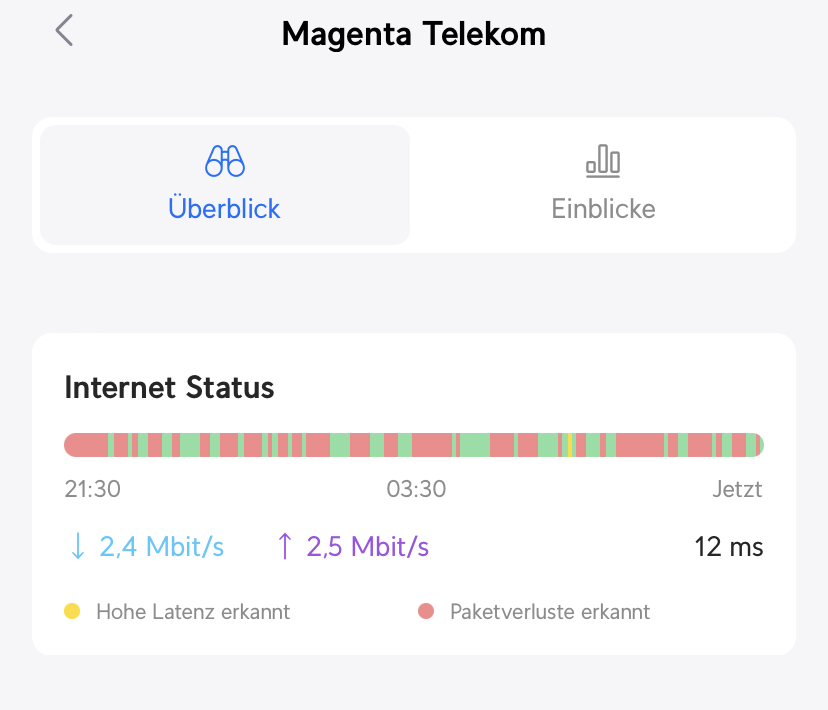 Magenta Telekom
Überblick
Einblicke
Internet Status
21:30 03:30 Jetzt
↓ 2,4 Mbit/s ↑ 2,5 Mbit/s 12 ms
Hohe Latenz erkannt Paketverluste erkannt